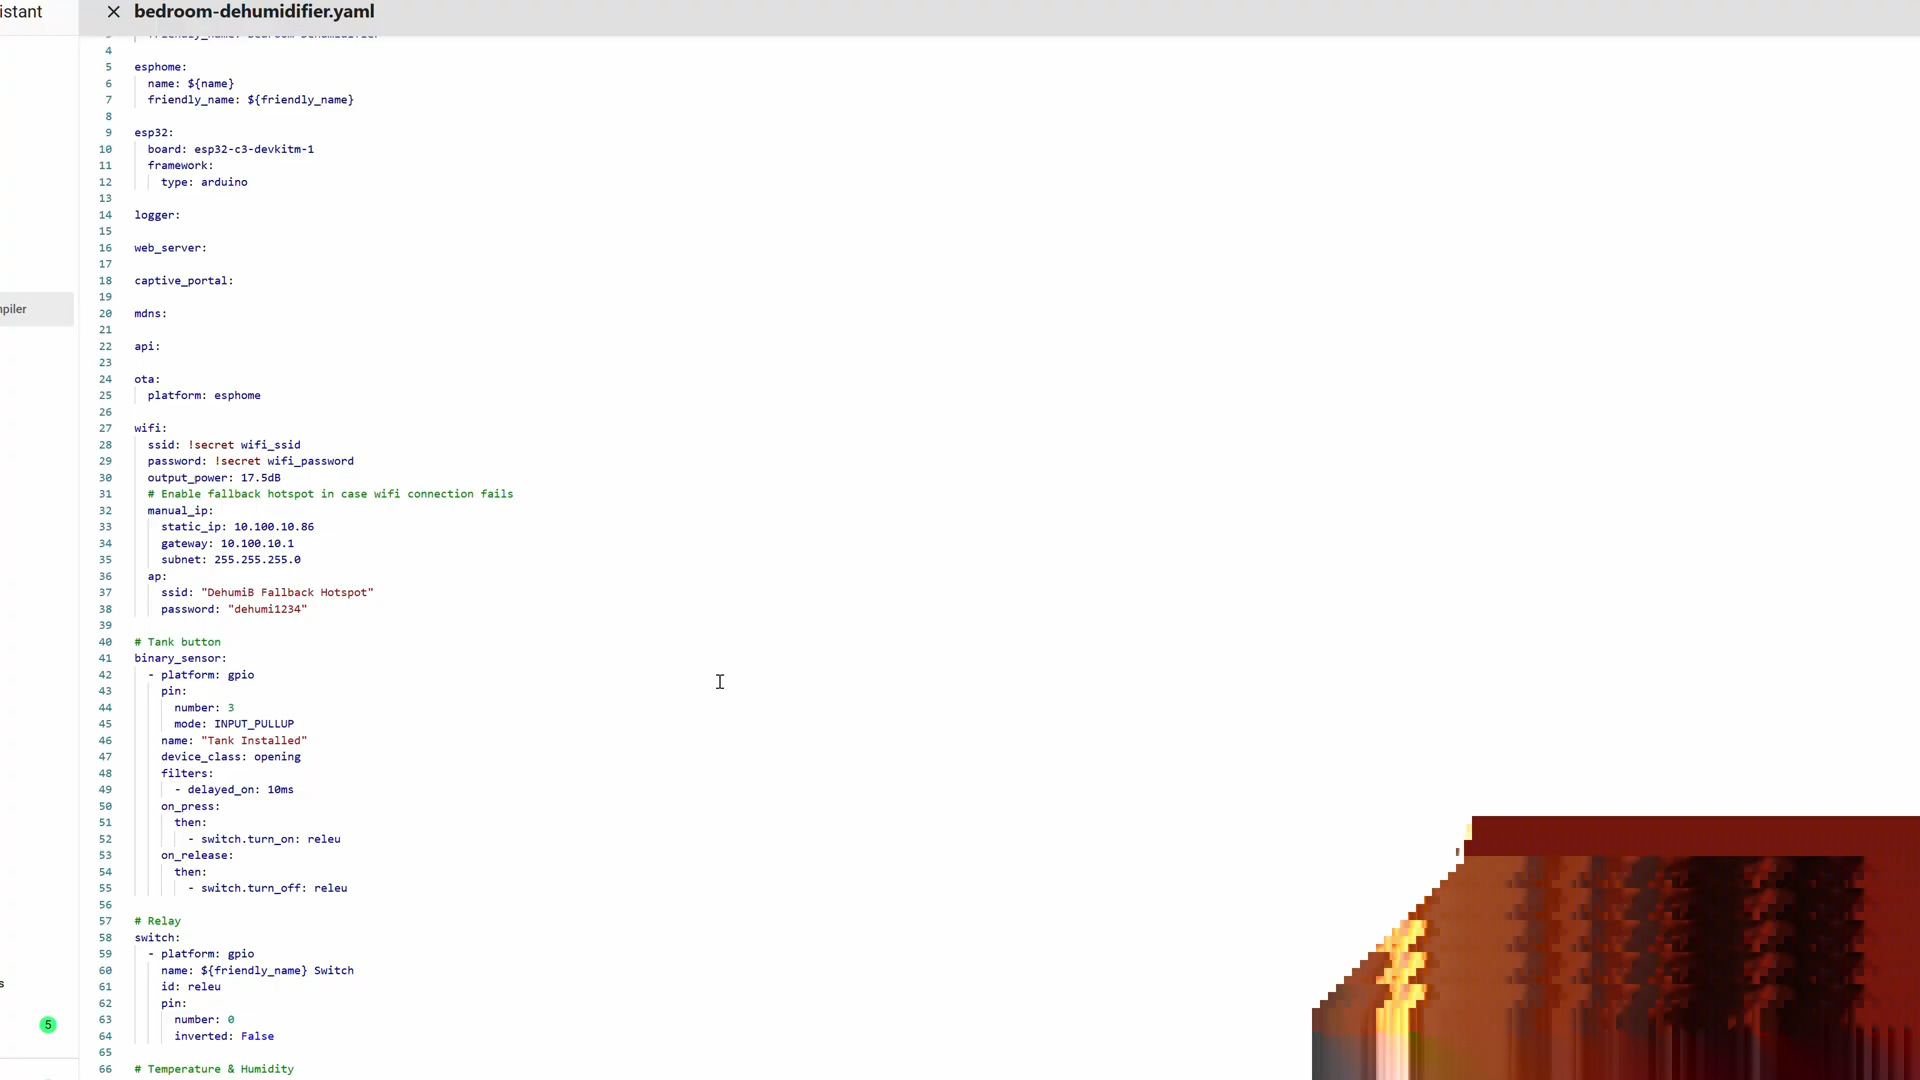 istant
bedroom-dehumidifier.yaml
3 friendly_name: Bedroom Dehumidifier
4
5 esphome:
6 name: ${name}
7 friendly_name: ${friendly_name}
8
9 esp32:
10 board: esp32-c3-devkitm-1
11 framework:
12 type: arduino
13
14 logger:
15
16 web_server:
17
18 captive_portal:
19
npiler
20 mdns:
21
22 api:
23
24 ota:
25 platform: esphome
26
27 wifi:
28 ssid: !secret wifi_ssid
29 password: !secret wifi_password
30 output_power: 17.5dB
31 # Enable fallback hotspot in case wifi connection fails
32 manual_ip:
33 static_ip: 10.100.10.86
34 gateway: 10.100.10.1
35 subnet: 255.255.255.0
36 ap:
37 ssid: "DehumiB Fallback Hotspot"
38 password: "dehumi1234"
39
40 # Tank button
41 binary_sensor:
42 - platform: gpio
43 pin:
44 number: 3
45 mode: INPUT_PULLUP
46 name: "Tank Installed"
47 device_class: opening
48 filters:
49 - delayed_on: 10ms
50 on_press:
51 then:
52 - switch.turn_on: releu
53 on_release:
54 then:
55 - switch.turn_off: releu
56
57 # Relay
58 switch:
59 - platform: gpio
60 name: ${friendly_name} Switch
61 id: releu
s
62 pin:
63 number: 0
5
64 inverted: False
65
66 # Temperature & Humidity